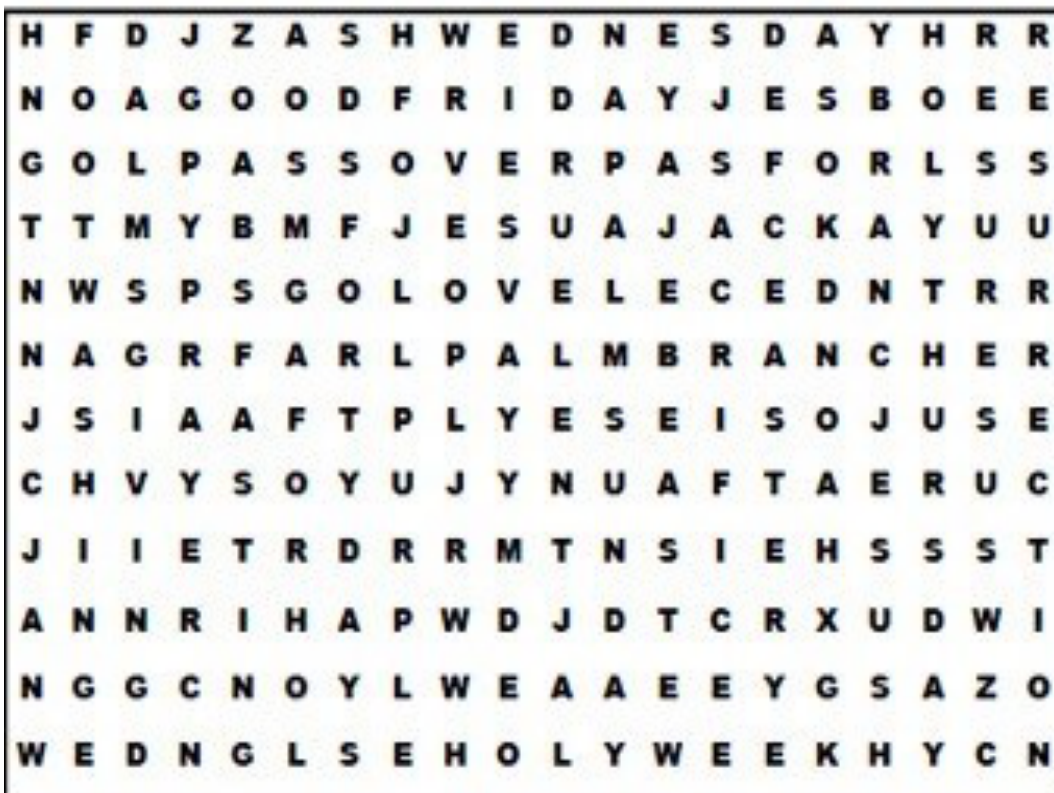 H F D J Z A S H W E D N E S D A Y H R R
N O A G O O D F R I D A Y J E S B O E E
G O L P A S S O V E R P A S F O R L S S
T T M Y B M F J E S U A J A C K A Y U U
N W S P S G O L O V E L E C E D N T R R
N A G R F A R L P A L M B R A N C H E R
J S I A A F T P L Y E S E I S O J U S E
C H V Y S O Y U J Y N U A F T A E R U C
J I I E T R D R R M T N S I E H S S S T
A N N R I H A P W D J D T C R X U D W I
N G G C N O Y L W E A A E E Y G S A Z O
W E D N G L S E H O L Y W E E K H Y C N